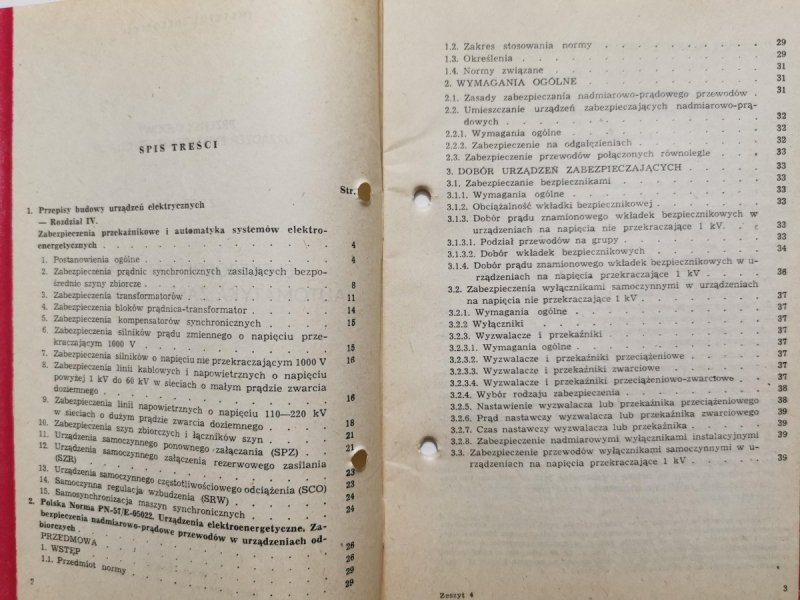 SPIS TREŚCI
Str.
1. Przepisy budowy urządzeń elektrycznych
— Rozdział IV.
Zabezpieczenia przekaźnikowe i automatyka systemów elektro-
energetycznych . . . . . . . . . . 4
1. Postanowienia ogólne . . . . . . . . . . 4
2. Zabezpieczenia prądnic synchronicznych zasilających bezpo-
średnio szyny zbiorcze . . . . . . . . . . 8
3. Zabezpieczenia transformatorów . . . . . . . . 11
4. Zabezpieczenia bloków prądnica-transformator . . . . 14
5. Zabezpieczenia kompensatorów synchronicznych . . . . 15
6. Zabezpieczenia silników prądu zmiennego o napięciu prze-
kraczającym 1000 V . . . . . . . . . . 15
7. Zabezpieczenia silników o napięciu nie przekraczającym 1000 V 16
8. Zabezpieczenia linii kablowych i napowietrznych o napięciu
powyżej 1 kV do 60 kV w sieciach o małym prądzie zwarcia
doziemnego . . . . . . . . . . 16
9. Zabezpieczenia linii napowietrznych o napięciu 110—220 kV
w sieciach o dużym prądzie zwarcia doziemnego . . . . 18
10. Zabezpieczenia szyn zbiorczych i łączników szyn . . . 21
11. Urządzenia samoczynnego ponownego załączania (SPZ) . . 21
12. Urządzenia samoczynnego załączenia rezerwowego zasilania
(SZR) . . . . . . . . . . 23
13. Urządzenia samoczynnego częstotliwościowego odciążenia (SCO) 23
14. Samoczynna regulacja wzbudzenia (SRW) . . . . 24
15. Samosynchronizacja maszyn synchronicznych . . . . 24
2. Polska Norma PN-57/E-05022. Urządzenia elektroenergetyczne. Za-
bezpieczenia nadmiarowo-prądowe przewodów w urządzeniach od-
biorczych . . . . . . . . . . 26
PRZEDMOWA . . . . . . . . . . 26
1. WSTĘP . . . . . . . . . . 29
1.1. Przedmiot normy . . . . . . . . . . 29
2
1.2. Zakres stosowania normy . . . . . . . . 29
1.3. Określenia . . . . . . . . . . 29
1.4. Normy związane . . . . . . . . . . 31
2. WYMAGANIA OGÓLNE . . . . . . . . . . 31
2.1. Zasady zabezpieczania nadmiarowo-prądowego przewodów . 31
2.2. Umieszczanie urządzeń zabezpieczających nadmiarowo-prą-
dowych . . . . . . . . . . 32
2.2.1. Wymagania ogólne . . . . . . . . . . 32
2.2.2. Zabezpieczenie na odgałęzieniach . . . . . . 32
2.3. Zabezpieczenie przewodów połączonych równolegle . . . 33
3. DOBÓR URZĄDZEŃ ZABEZPIECZAJĄCYCH . . . . 33
3.1. Zabezpieczanie bezpiecznikami . . . . . . . 33
3.1.1. Wymagania ogólne . . . . . . . . . . 33
3.1.2. Obciążalność wkładki bezpiecznikowej . . . . . 33
3.1.3. Dobór prądu znamionowego wkładek bezpiecznikowych w
urządzeniach na napięcia nie przekraczające 1 kV. . . . 33
3.1.3.1. Podział przewodów na grupy . . . . . . . 33
3.1.3.2. Dobór wkładek bezpiecznikowych . . . . . . 34
3.1.4. Dobór prądu znamionowego wkładek bezpiecznikowych w u-
rządzeniach na napięcia przekraczające 1 kV . . . . 36
3.2. Zabezpieczenia wyłącznikami samoczynnymi w urządzeniach
na napięcia nie przekraczające 1 kV . . . . . . 37
3.2.1. Wymagania ogólne . . . . . . . . . . 37
3.2.2 Wyłączniki . . . . . . . . . . 37
3.2.3. Wyzwalacze i przekaźniki . . . . . . . . 37
3.2.3.1. Wymagania ogólne . . . . . . . . . . 37
3.2.3.2. Wyzwalacze i przekaźniki przeciążeniowe . . . . 37
3.2.3.3. Wyzwalacze i przekaźniki zwarciowe . . . . . 37
3.2.3.4. Wyzwalacze i przekaźniki przeciążeniowo-zwarciowe . . 37
3.2.4. Wybór rodzaju zabezpieczenia . . . . . . . 38
3.2.5. Nastawienie wyzwalacza lub przekaźnika przeciążeniowego 38
3.2.6. Prąd nastawczy wyzwalacza lub przekaźnika zwarciowego 39
3.2.7. Czas nastawczy wyzwalacza lub przekaźnika . . . . 39
3.2.8. Zabezpieczenie nadmiarowymi wyłącznikami instalacyjnymi 39
3.3. Zabezpieczenie przewodów wyłącznikami samoczynnymi w u-
rządzeniach na napięcia przekraczające 1 kV . . . . 39
Zeszyt 4
3